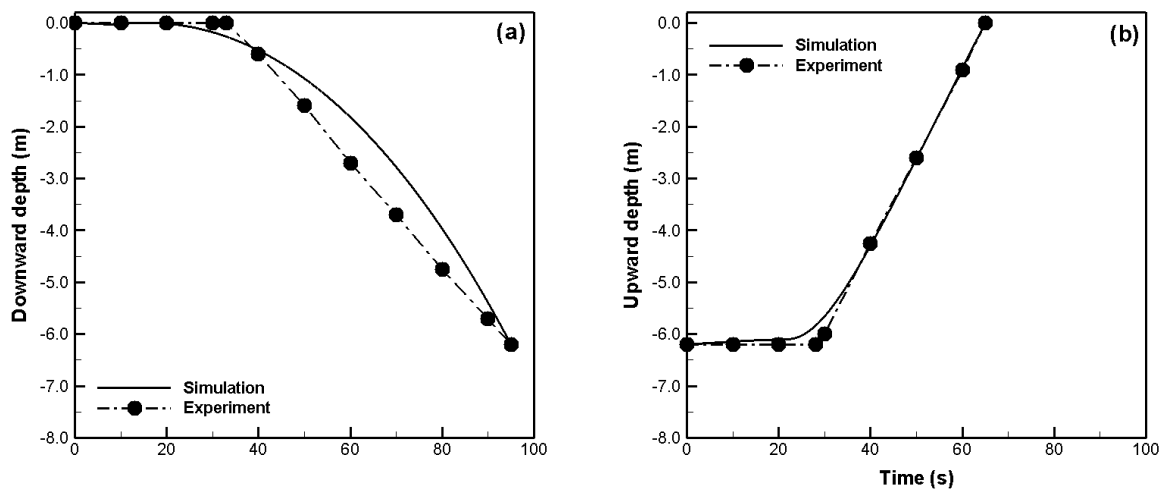 (a)
Downward depth (m)
0.0
-1.0
-2.0
-3.0
-4.0
-5.0
-6.0
-7.0
-8.0
Simulation
Experiment
0 20 40 60 80 100
(b)
Upward depth (m)
0.0
-1.0
-2.0
-3.0
-4.0
-5.0
-6.0
-7.0
-8.0
Simulation
Experiment
0 20 40 60 80 100
Time (s)